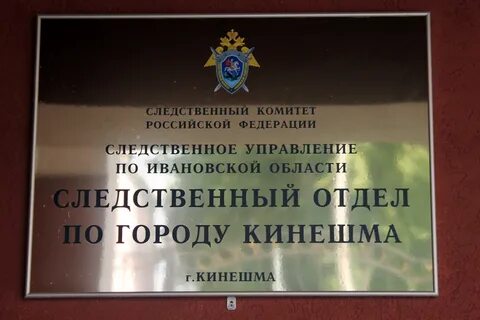 СЛЕДСТВЕННЫЙ КОМИТЕТ
РОССИЙСКОЙ ФЕДЕРАЦИИ
СЛЕДСТВЕННОЕ УПРАВЛЕНИЕ
ПО ИВАНОВСКОЙ ОБЛАСТИ
СЛЕДСТВЕННЫЙ ОТДЕЛ
ПО ГОРОДУ КИНЕШМА
г.КИНЕШМА